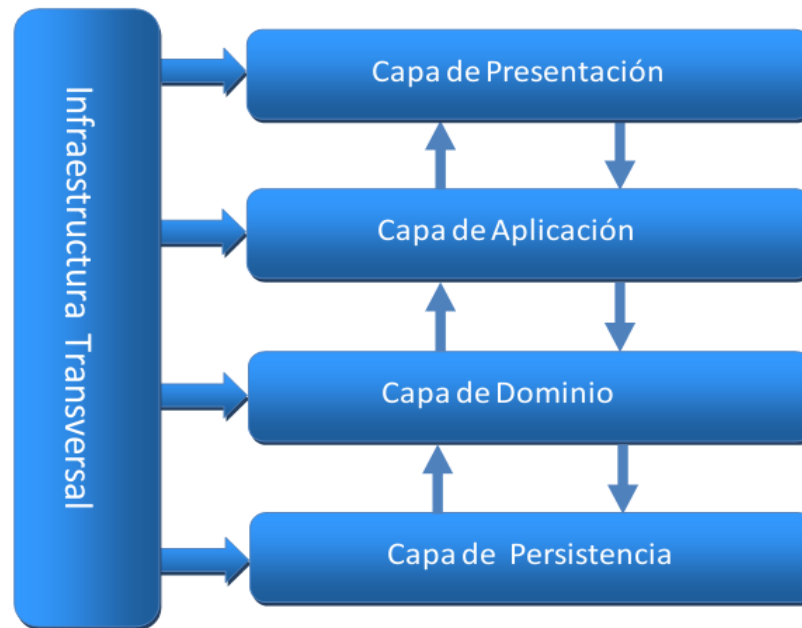 Infraestructura Transversal
Capa de Presentación
Capa de Aplicación
Capa de Dominio
Capa de Persistencia